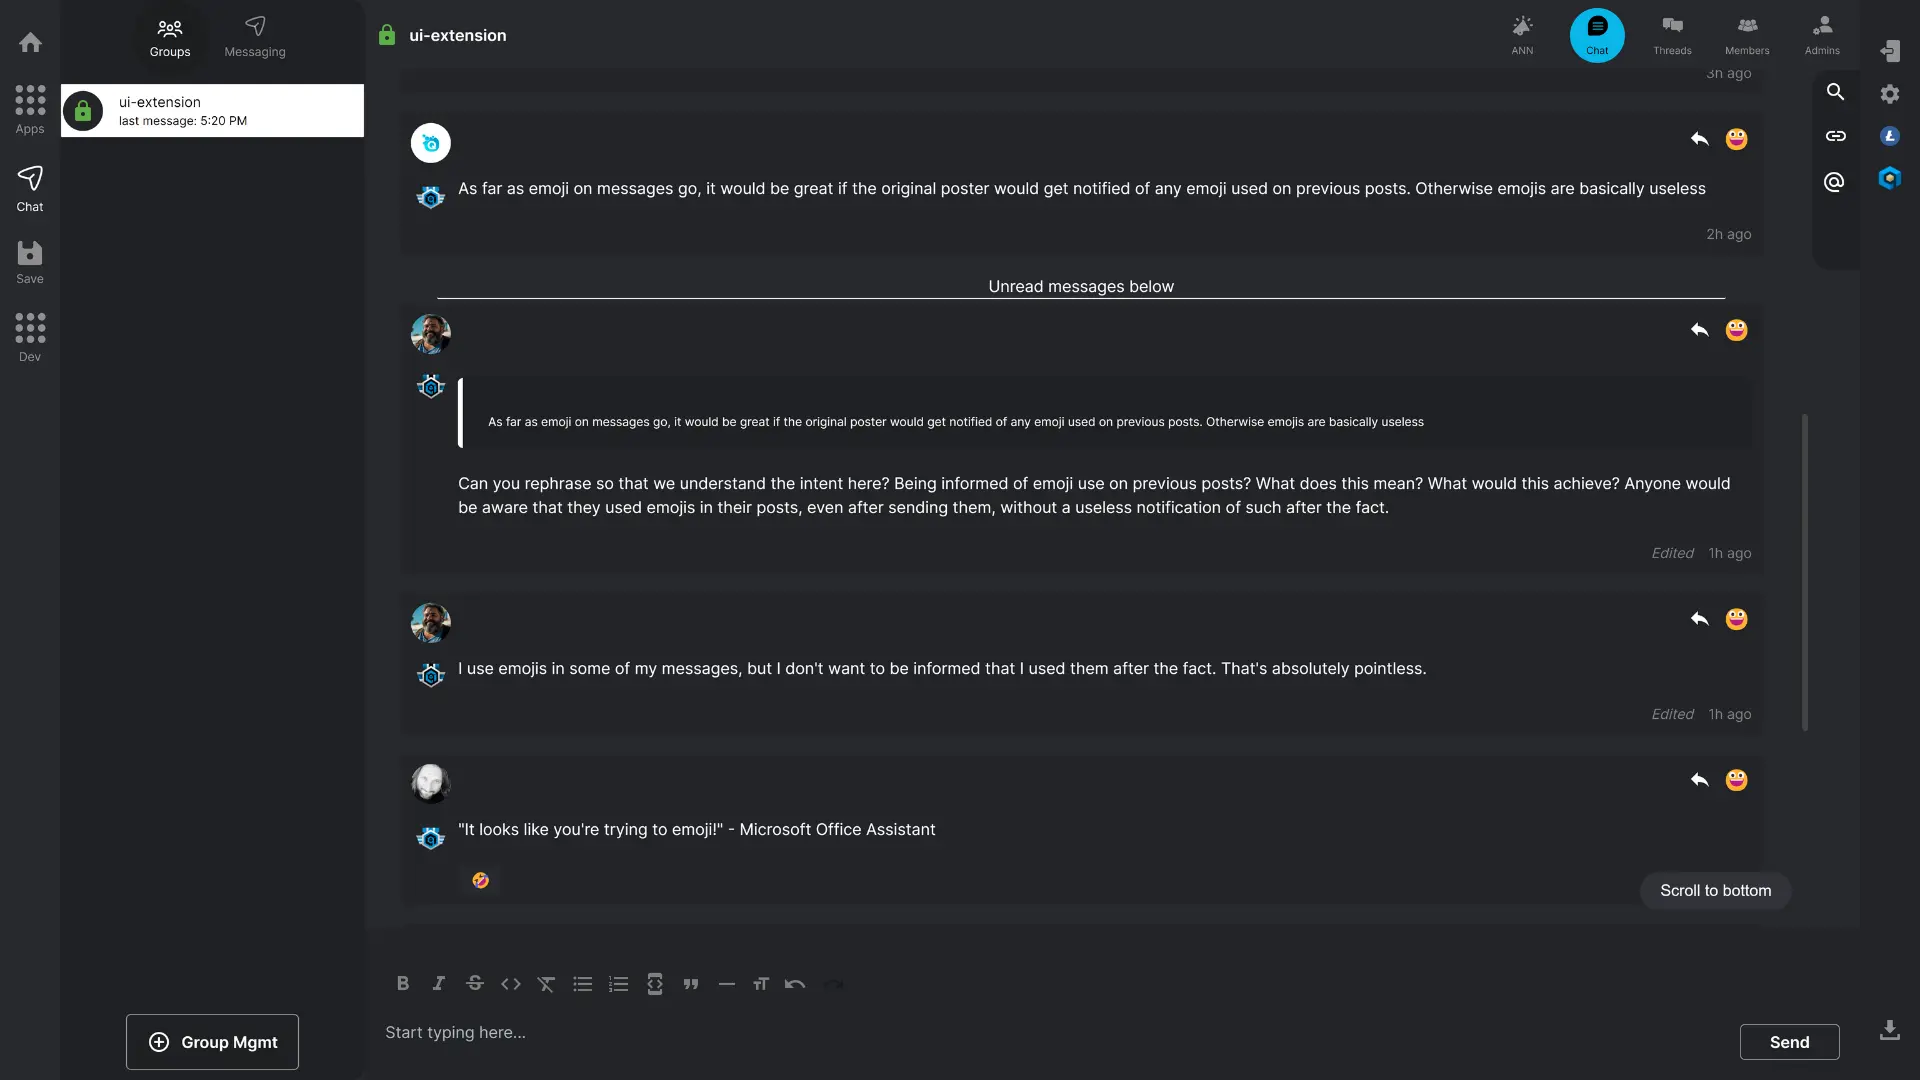 Groups
Messaging
ui-extension
ANN
Chat
Threads
Members
Admins
Apps
Chat
Save
Dev
ui-extension
last message: 5:20 PM
3h ago
As far as emoji on messages go, it would be great if the original poster would get notified of any emoji used on previous posts. Otherwise emojis are basically useless
2h ago
Unread messages below
As far as emoji on messages go, it would be great if the original poster would get notified of any emoji used on previous posts. Otherwise emojis are basically useless
Can you rephrase so that we understand the intent here? Being informed of emoji use on previous posts? What does this mean? What would this achieve? Anyone would
be aware that they used emojis in their posts, even after sending them, without a useless notification of such after the fact.
Edited 1h ago
I use emojis in some of my messages, but I don't want to be informed that I used them after the fact. That's absolutely pointless.
Edited 1h ago
"It looks like you're trying to emoji!" - Microsoft Office Assistant
Scroll to bottom
Start typing here...
Group Mgmt
Send